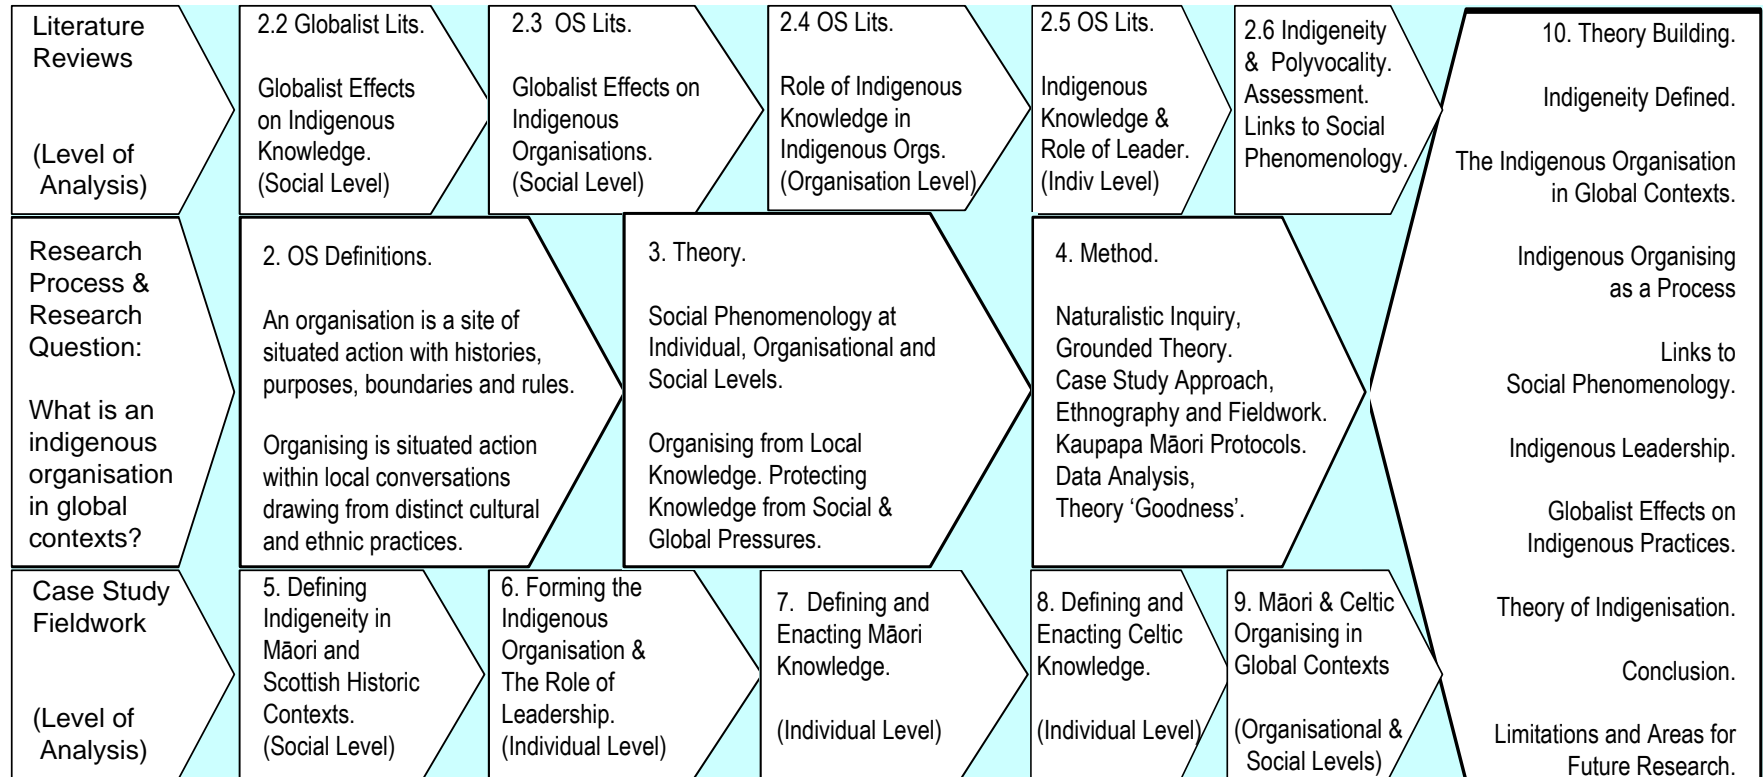 Literature
Reviews
(Level of
Analysis)
2.2 Globalist Lits.
Globalist Effects
on Indigenous
Knowledge.
(Social Level)
2.3 OS Lits.
Globalist Effects on
Indigenous
Organisations.
(Social Level)
2.4 OS Lits.
Role of Indigenous
Knowledge in
Indigenous Orgs.
(Organisation Level)
2.5 OS Lits.
Indigenous
Knowledge &
Role of Leader.
(Indiv Level)
2.6 Indigeneity
& Polyvocality.
Assessment.
Links to Social
Phenomenology.
Research
Process &
Research
Question:
What is an
indigenous
organisation
in global
contexts?
2. OS Definitions.
An organisation is a site of
situated action with histories,
purposes, boundaries and rules.
Organising is situated action
within local conversations
drawing from distinct cultural
and ethnic practices.
3. Theory.
Social Phenomenology at
Individual, Organisational and
Social Levels.
Organising from Local
Knowledge. Protecting
Knowledge from Social &
Global Pressures.
4. Method.
Naturalistic Inquiry,
Grounded Theory.
Case Study Approach,
Ethnography and Fieldwork.
Kaupapa Māori Protocols.
Data Analysis,
Theory ‘Goodness’.
Case Study
Fieldwork
(Level of
Analysis)
5. Defining
Indigeneity in
Māori and
Scottish Historic
Contexts.
(Social Level)
6. Forming the
Indigenous
Organisation &
The Role of
Leadership.
(Individual Level)
7. Defining and
Enacting Māori
Knowledge.
(Individual Level)
8. Defining and
Enacting Celtic
Knowledge.
(Individual Level)
9. Māori & Celtic
Organising in
Global Contexts
(Organisational &
Social Levels)
10. Theory Building.
Indigeneity Defined.
The Indigenous Organisation
in Global Contexts.
Indigenous Organising
as a Process
Links to
Social Phenomenology.
Indigenous Leadership.
Globalist Effects on
Indigenous Practices.
Theory of Indigenisation.
Conclusion.
Limitations and Areas for
Future Research.